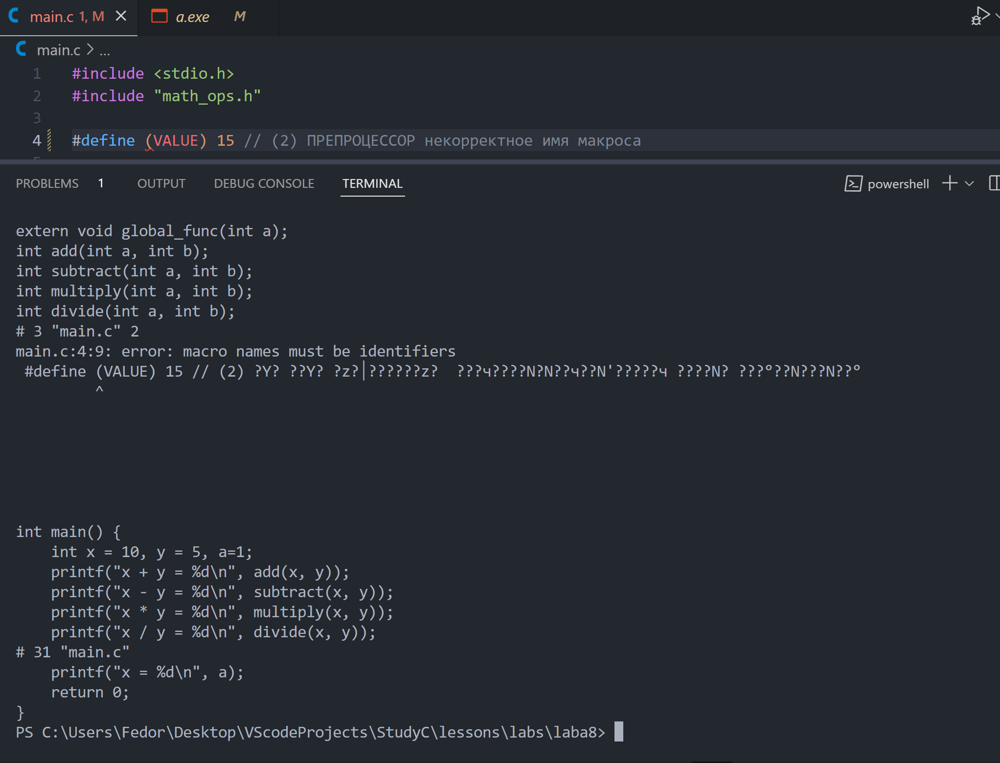 main.c 1, M
a.exe M
main.c > ...
1 #include <stdio.h>
2 #include "math_ops.h"
3
4 #define (VALUE) 15 // (2) ПРЕПРОЦЕССОР некорректное имя макроса
PROBLEMS 1 OUTPUT DEBUG CONSOLE TERMINAL powershell
extern void global_func(int a);
int add(int a, int b);
int subtract(int a, int b);
int multiply(int a, int b);
int divide(int a, int b);
# 3 "main.c" 2
main.c:4:9: error: macro names must be identifiers
 #define (VALUE) 15 // (2) ?Y? ??Y? ?z?│??????z?  ???ч????N?N??ч??N'?????ч ????N? ???°??N???N??°
         ^
int main() {
    int x = 10, y = 5, a=1;
    printf("x + y = %d\n", add(x, y));
    printf("x - y = %d\n", subtract(x, y));
    printf("x * y = %d\n", multiply(x, y));
    printf("x / y = %d\n", divide(x, y));
# 31 "main.c"
    printf("x = %d\n", a);
    return 0;
}
PS C:\Users\Fedor\Desktop\VScodeProjects\StudyC\lessons\labs\laba8>